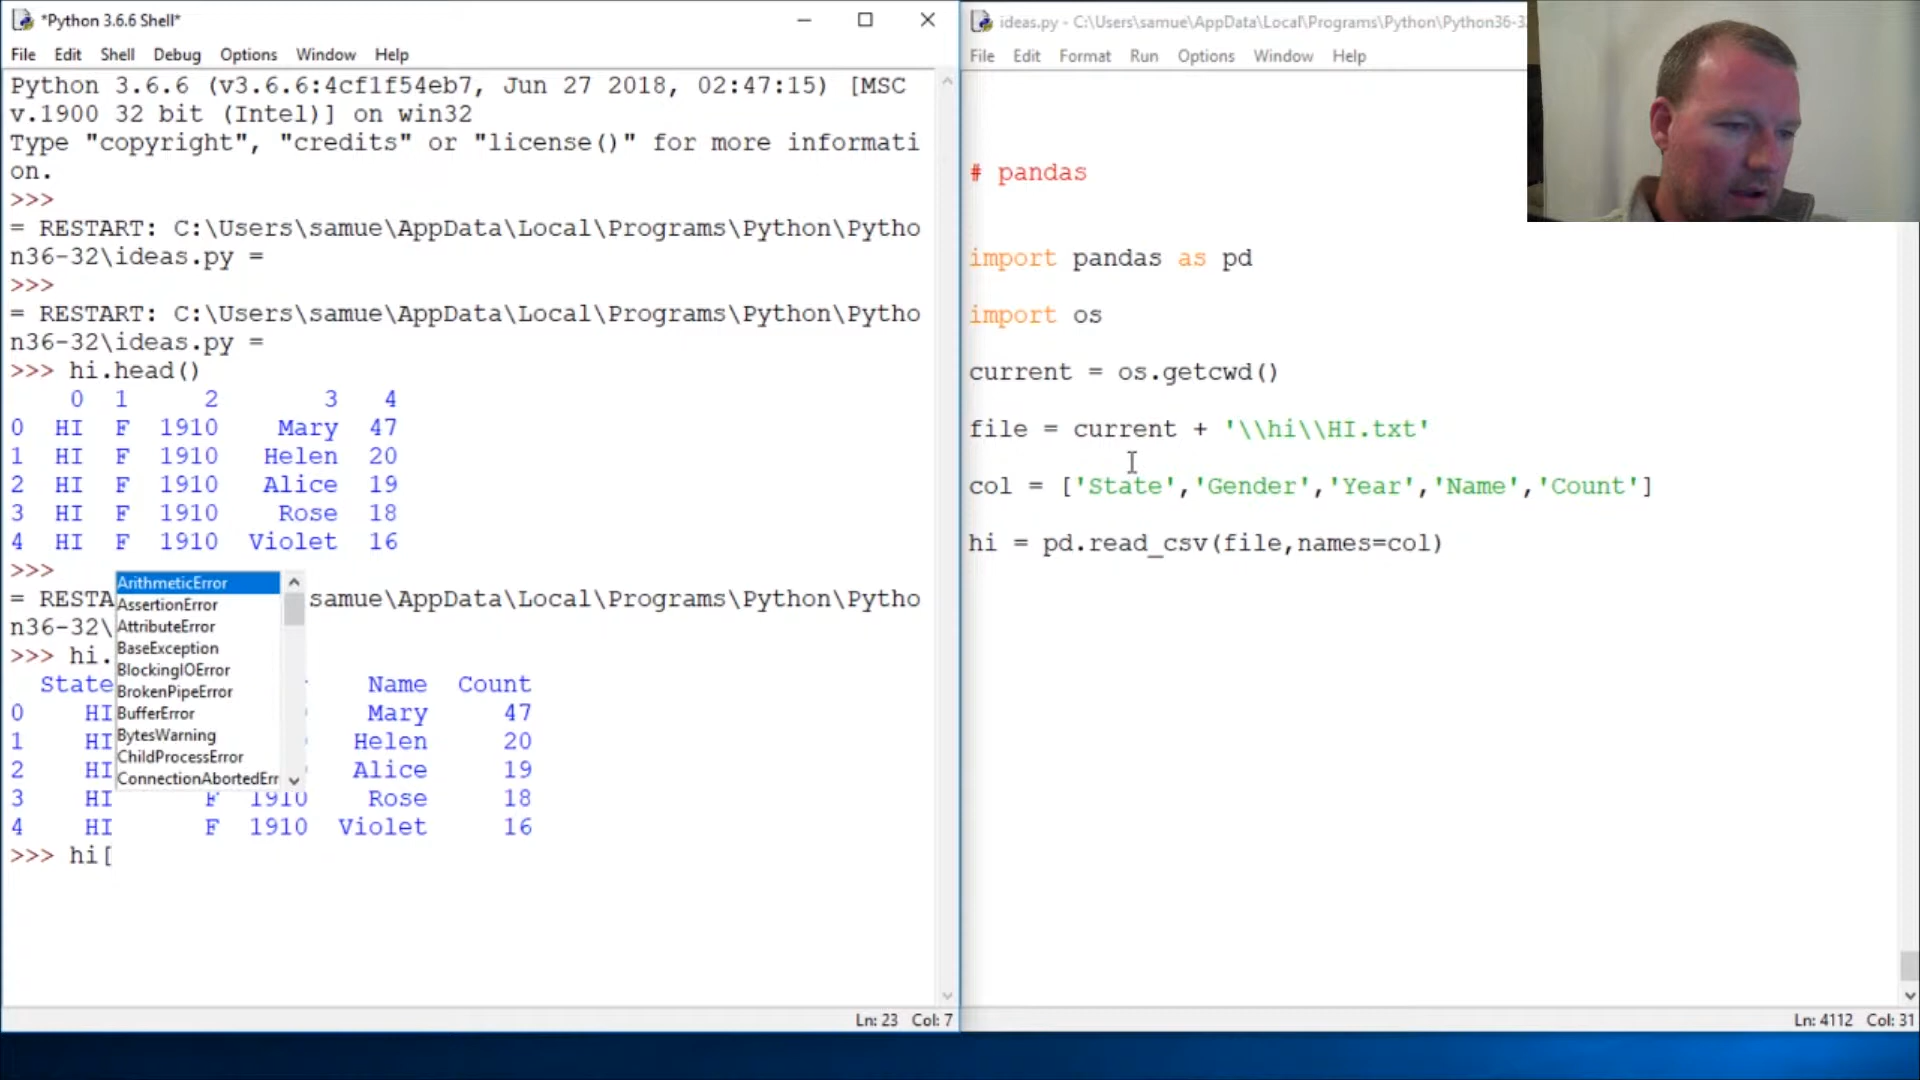 *Python 3.6.6 Shell*
File Edit Shell Debug Options Window Help
Python 3.6.6 (v3.6.6:4cf1f54eb7, Jun 27 2018, 02:47:15) [MSC
v.1900 32 bit (Intel)] on win32
Type "copyright", "credits" or "license()" for more informati
on.
>>>
= RESTART: C:\Users\samue\AppData\Local\Programs\Python\Pytho
n36-32\ideas.py =
>>>
= RESTART: C:\Users\samue\AppData\Local\Programs\Python\Pytho
n36-32\ideas.py =
>>> hi.head()
0 1 2 3 4
0 HI F 1910 Mary 47
1 HI F 1910 Helen 20
2 HI F 1910 Alice 19
3 HI F 1910 Rose 18
4 HI F 1910 Violet 16
>>>
= RESTA samue\AppData\Local\Programs\Python\Pytho
n36-32\
>>> hi.
State Name Count
0 HI Mary 47
1 HI Helen 20
2 HI Alice 19
3 HI F 1910 Rose 18
4 HI F 1910 Violet 16
>>> hi[
ArithmeticError
AssertionError
AttributeError
BaseException
BlockingIOError
BrokenPipeError
BufferError
BytesWarning
ChildProcessError
ConnectionAbortedErr
Ln: 23 Col: 7
ideas.py - C:\Users\samue\AppData\Local\Programs\Python\Python36-3
File Edit Format Run Options Window Help
# pandas
import pandas as pd
import os
current = os.getcwd()
file = current + '\\hi\\HI.txt'
col = ['State','Gender','Year','Name','Count']
hi = pd.read_csv(file,names=col)
Ln: 4112 Col: 31